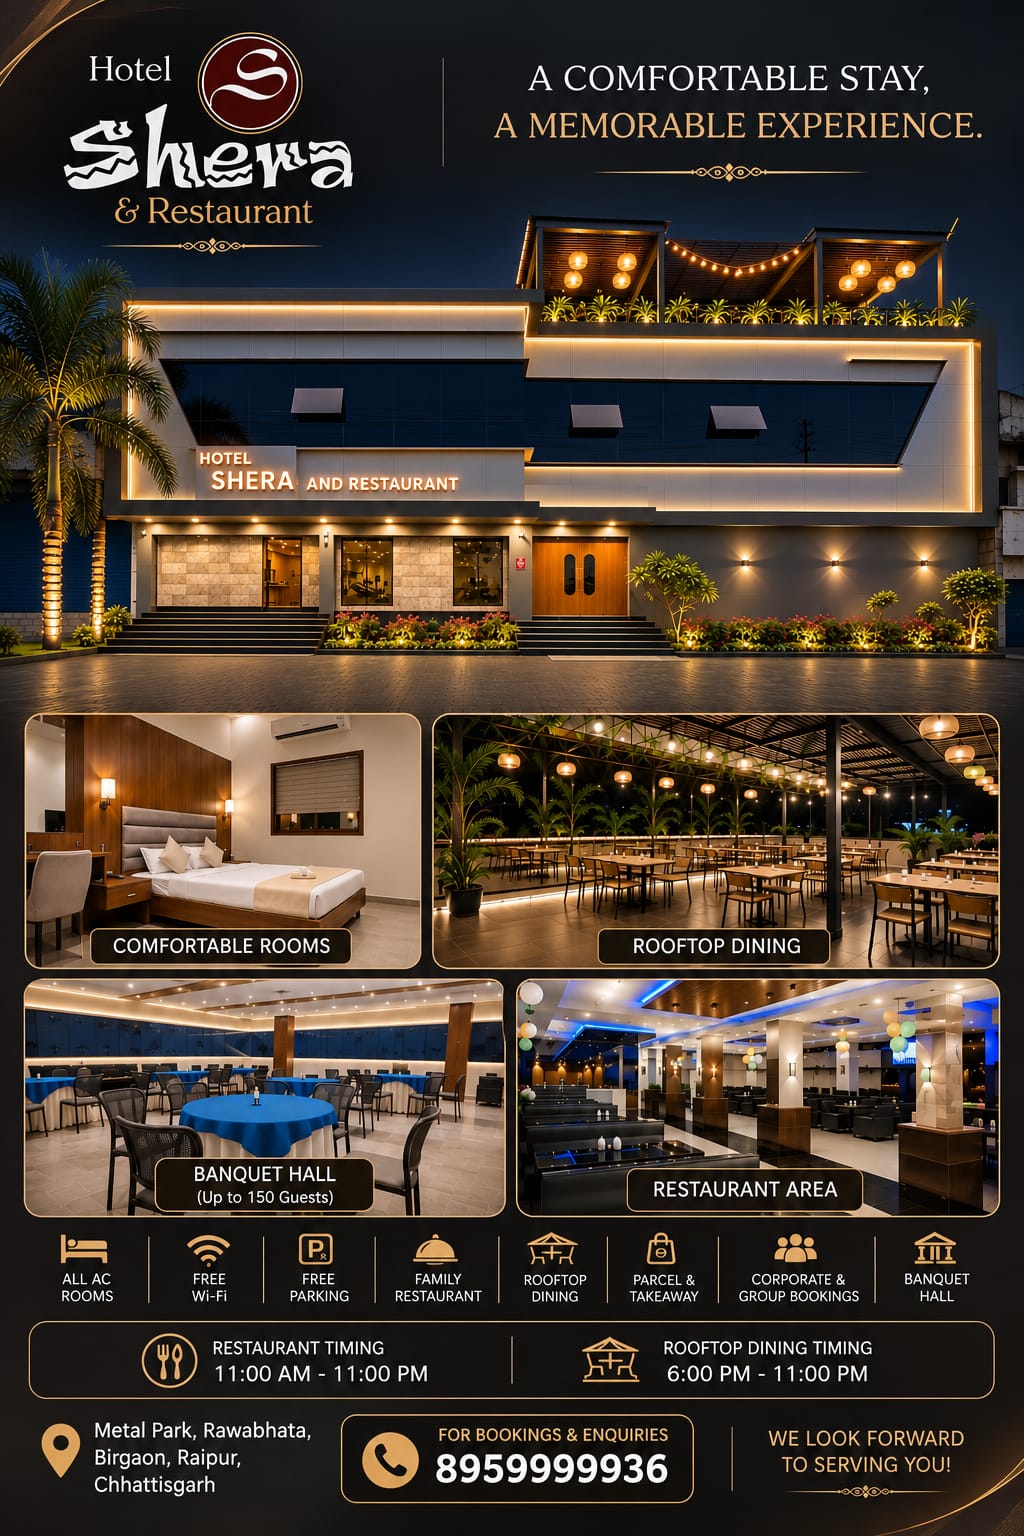 Hotel
Shera
& Restaurant
A COMFORTABLE STAY,
A MEMORABLE EXPERIENCE.
HOTEL
SHERA AND RESTAURANT
COMFORTABLE ROOMS
ROOFTOP DINING
BANQUET HALL
(Up to 150 Guests)
RESTAURANT AREA
ALL AC
ROOMS
FREE
Wi-Fi
FREE
PARKING
FAMILY
RESTAURANT
ROOFTOP
DINING
PARCEL &
TAKEAWAY
CORPORATE &
GROUP BOOKINGS
BANQUET
HALL
RESTAURANT TIMING
11:00 AM - 11:00 PM
ROOFTOP DINING TIMING
6:00 PM - 11:00 PM
Metal Park, Rawabhata,
Birgaon, Raipur,
Chhattisgarh
FOR BOOKINGS & ENQUIRIES
8959999936
WE LOOK FORWARD
TO SERVING YOU!